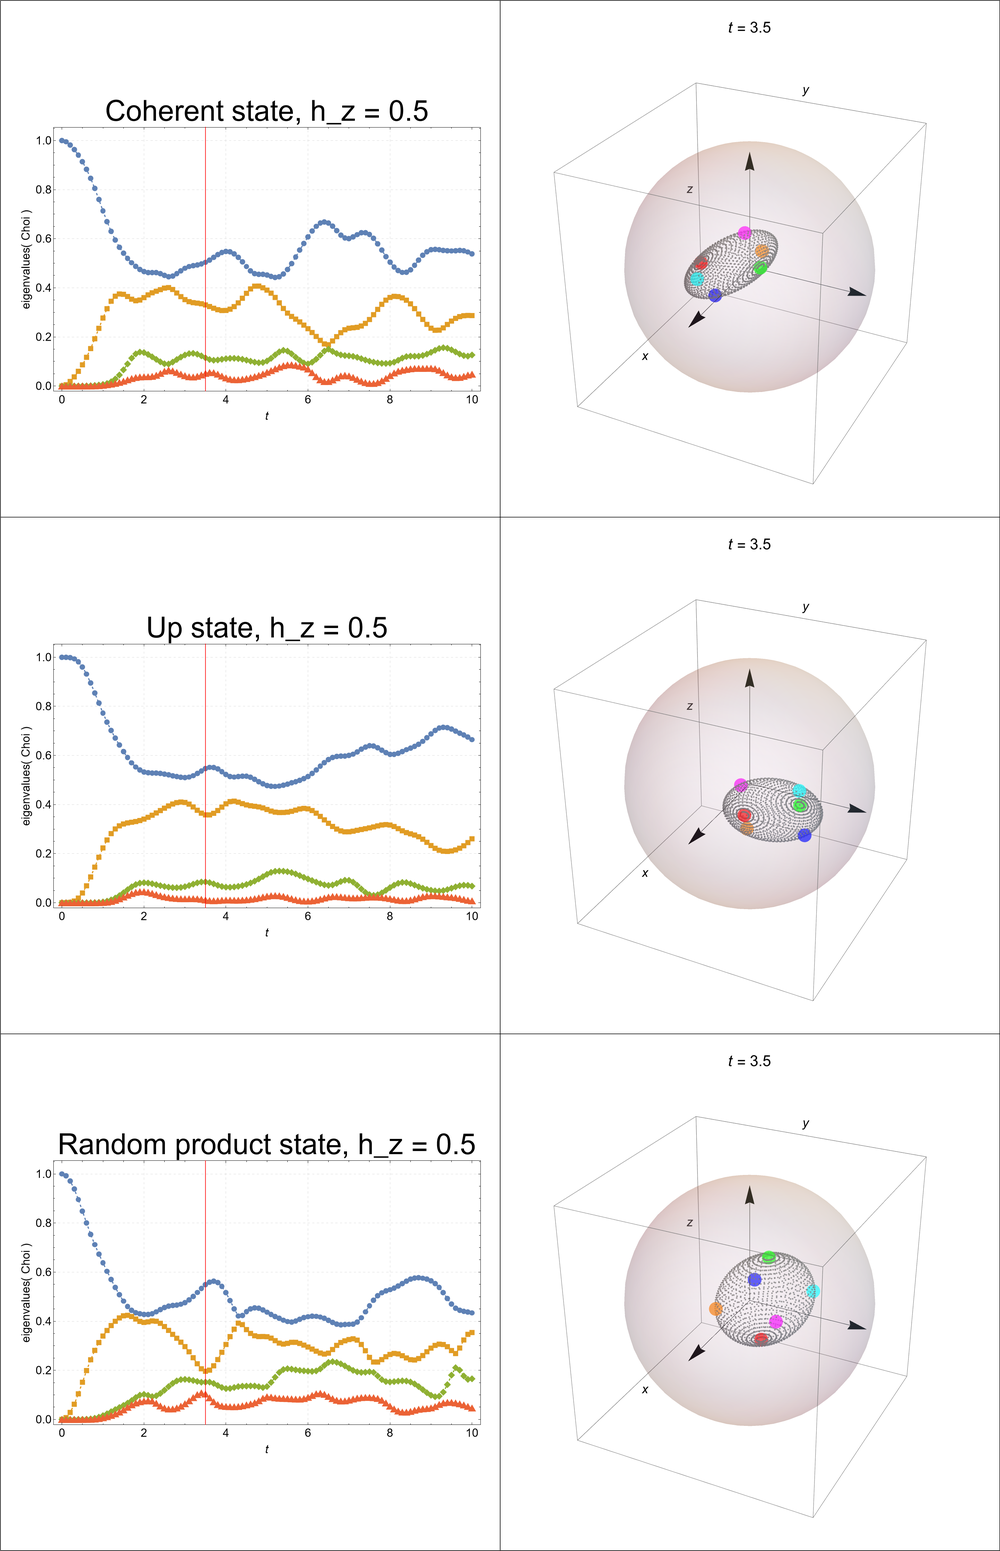 Coherent state, h_z = 0.5
eigenvalues( Choi )
1.0
0.8
0.6
0.4
0.2
0.0
0 2 4 6 8 10
t
t = 3.5
y
z
x
Up state, h_z = 0.5
eigenvalues( Choi )
1.0
0.8
0.6
0.4
0.2
0.0
0 2 4 6 8 10
t
t = 3.5
y
z
x
Random product state, h_z = 0.5
eigenvalues( Choi )
1.0
0.8
0.6
0.4
0.2
0.0
0 2 4 6 8 10
t
t = 3.5
y
z
x